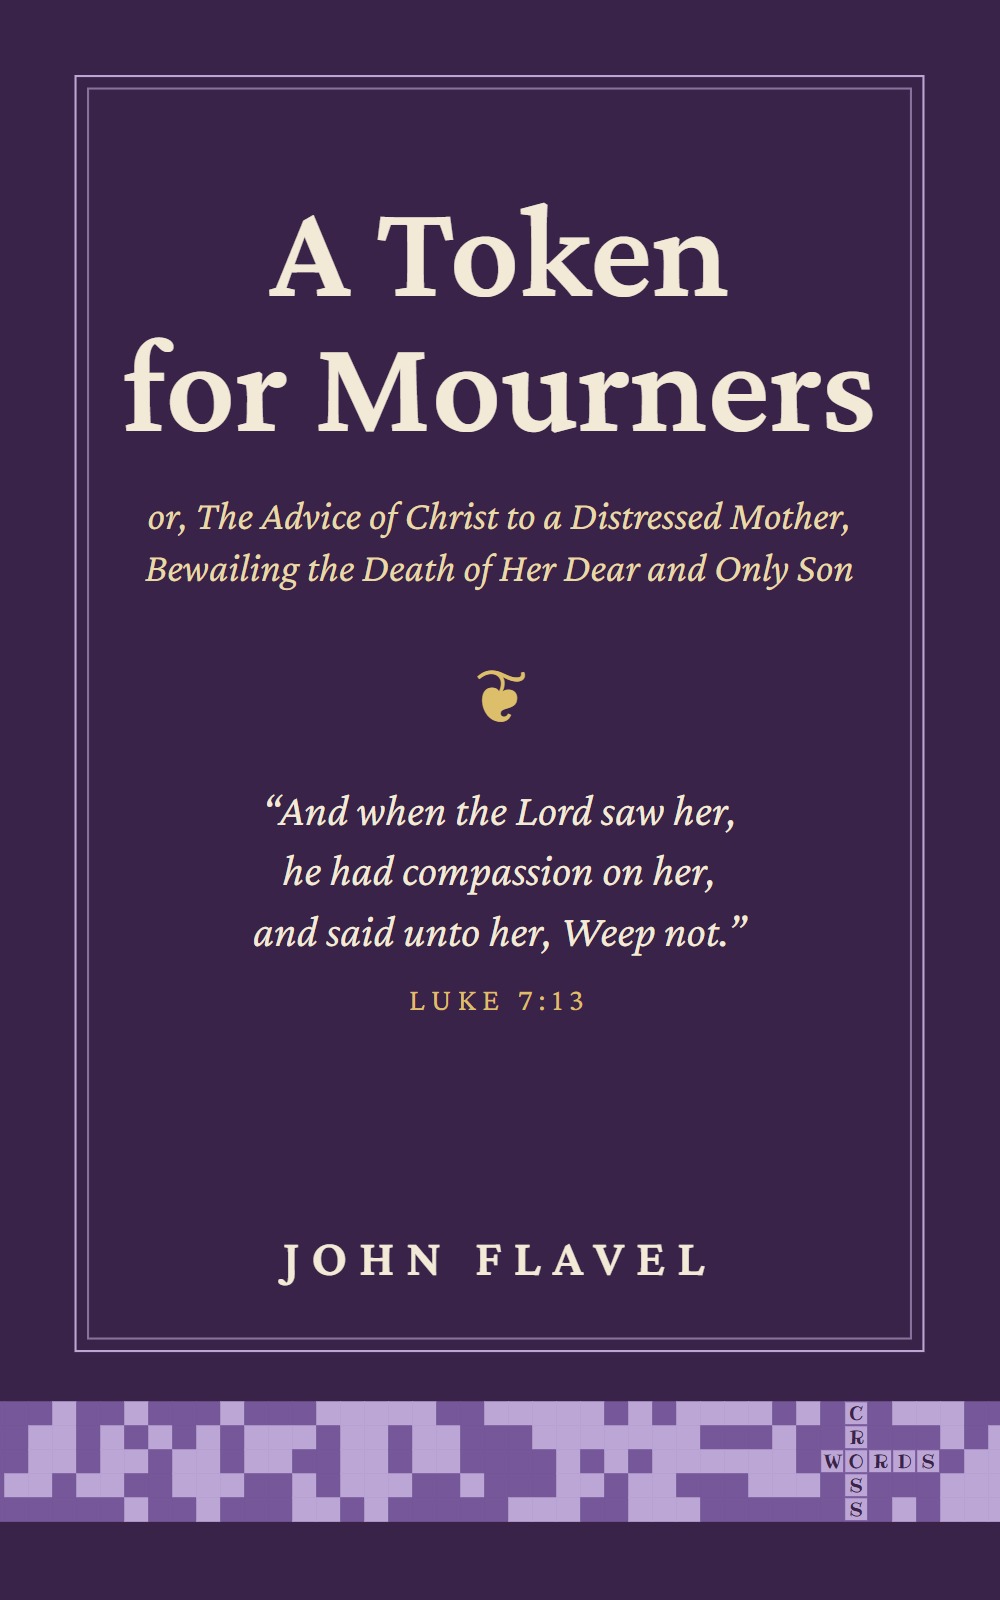 A Token
for Mourners
or, The Advice of Christ to a Distressed Mother,
Bewailing the Death of Her Dear and Only Son
“And when the Lord saw her,
he had compassion on her,
and said unto her, Weep not.”
LUKE 7:13
JOHN FLAVEL
CROSS
WORDS